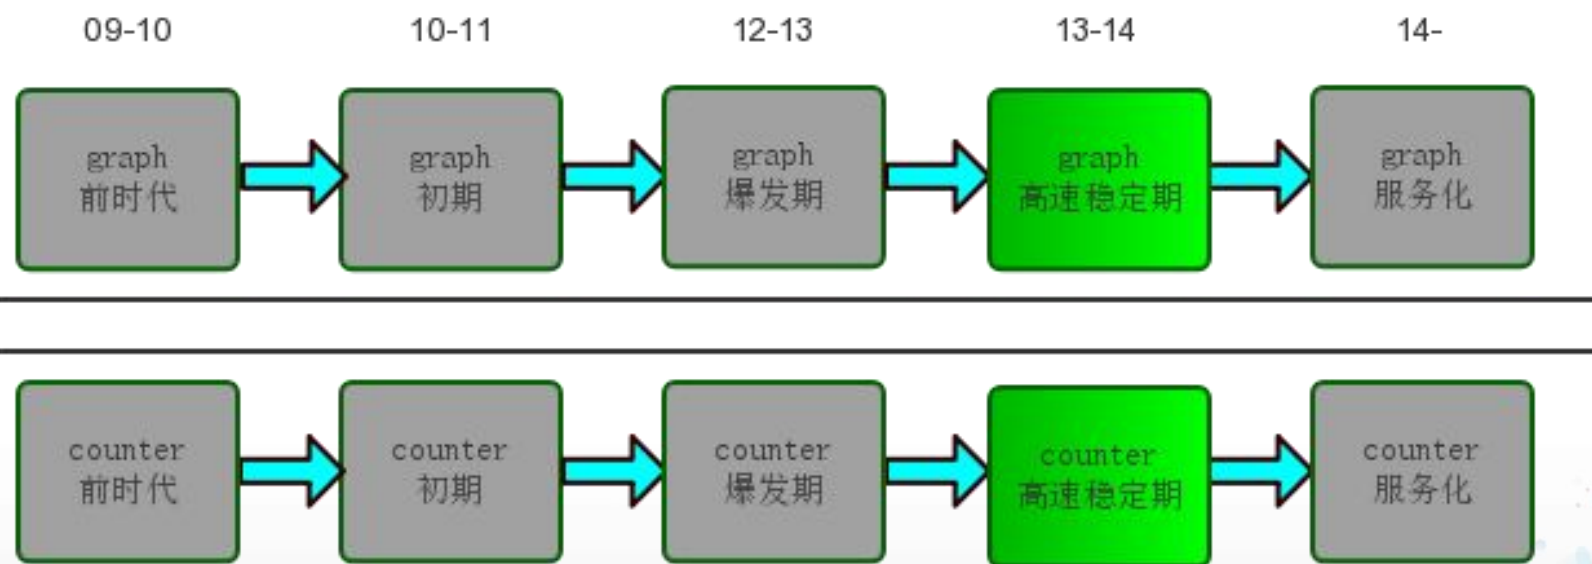 09-10
10-11
12-13
13-14
14-
graph
前时代
graph
初期
graph
爆发期
graph
高速稳定期
graph
服务化
counter
前时代
counter
初期
counter
爆发期
counter
高速稳定期
counter
服务化